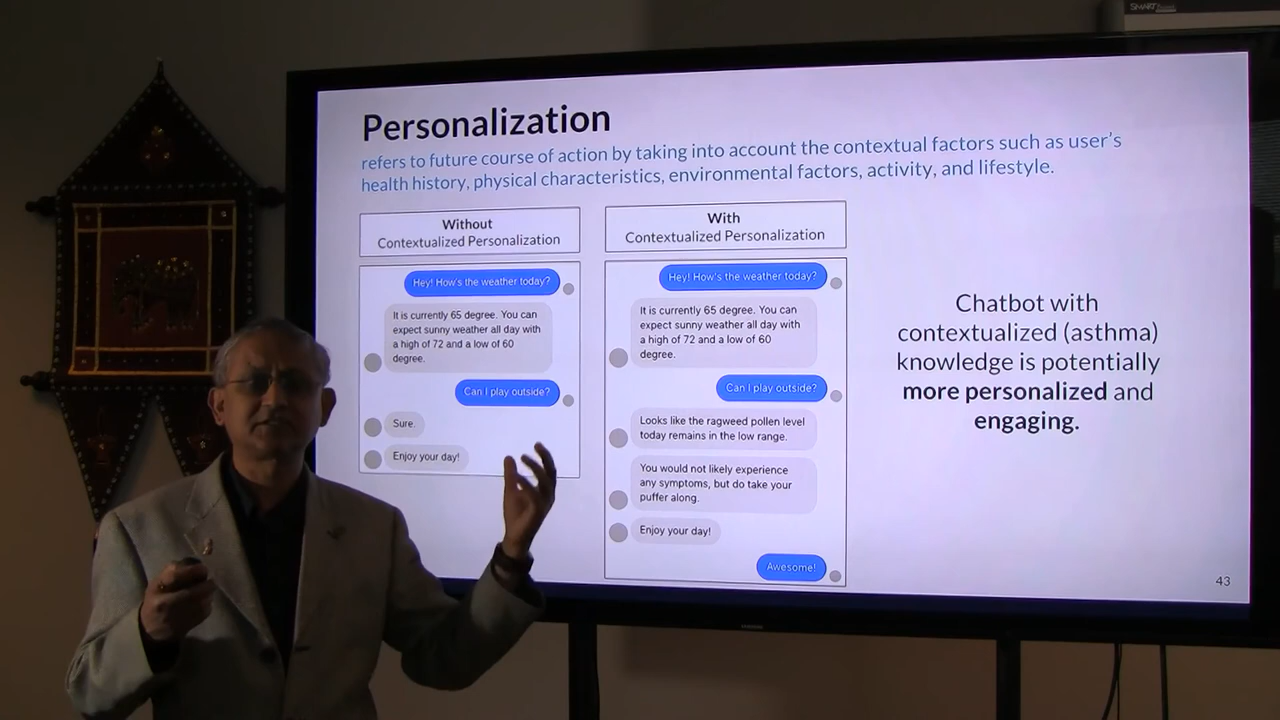 SMART
Personalization
refers to future course of action by taking into account the contextual factors such as user's
health history, physical characteristics, environmental factors, activity, and lifestyle.
Without
Contextualized Personalization
Hey! How's the weather today?
It is currently 65 degree. You can
expect sunny weather all day with
a high of 72 and a low of 60
degree.
Can I play outside?
Sure.
Enjoy your day!
With
Contextualized Personalization
Hey! How's the weather today?
It is currently 65 degree. You can
expect sunny weather all day with
a high of 72 and a low of 60
degree.
Can I play outside?
Looks like the ragweed pollen level
today remains in the low range.
You would not likely experience
any symptoms, but do take your
puffer along.
Enjoy your day!
Awesome!
Chatbot with
contextualized (asthma)
knowledge is potentially
more personalized and
engaging.
43